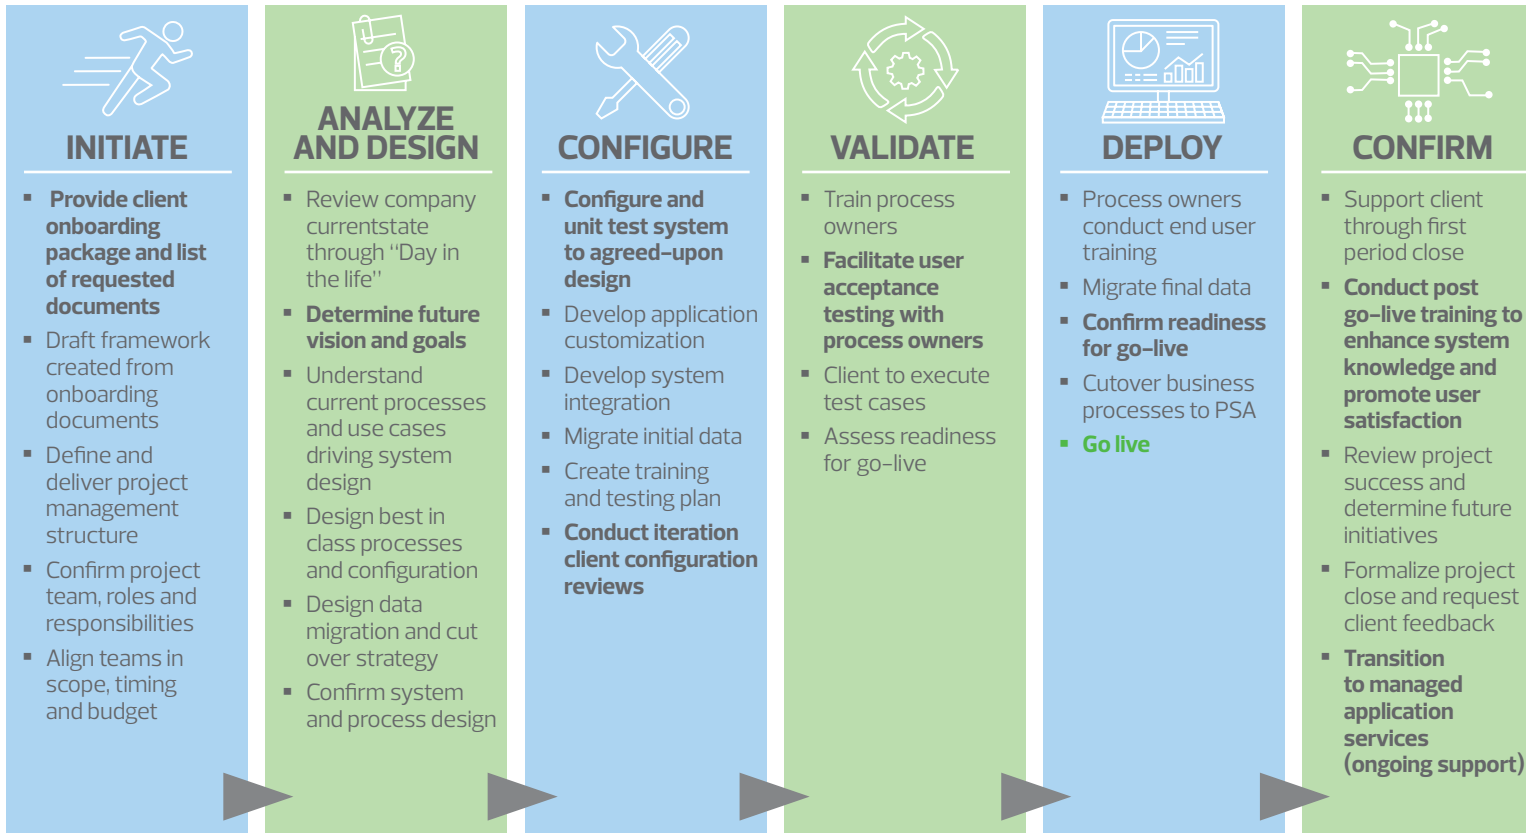 INITIATE
▪ Provide client
onboarding
package and list
of requested
documents
▪ Draft framework
created from
onboarding
documents
▪ Define and
deliver project
management
structure
▪ Confirm project
team, roles and
responsibilities
▪ Align teams in
scope, timing
and budget
ANALYZE
AND DESIGN
▪ Review company
currentstate
through “Day in
the life”
▪ Determine future
vision and goals
▪ Understand
current processes
and use cases
driving system
design
▪ Design best in
class processes
and configuration
▪ Design data
migration and cut
over strategy
▪ Confirm system
and process design
CONFIGURE
▪ Configure and
unit test system
to agreed-upon
design
▪ Develop application
customization
▪ Develop system
integration
▪ Migrate initial data
▪ Create training
and testing plan
▪ Conduct iteration
client configuration
reviews
VALIDATE
▪ Train process
owners
▪ Facilitate user
acceptance
testing with
process owners
▪ Client to execute
test cases
▪ Assess readiness
for go-live
DEPLOY
▪ Process owners
conduct end user
training
▪ Migrate final data
▪ Confirm readiness
for go-live
▪ Cutover business
processes to PSA
▪ Go live
CONFIRM
▪ Support client
through first
period close
▪ Conduct post
go-live training to
enhance system
knowledge and
promote user
satisfaction
▪ Review project
success and
determine future
initiatives
▪ Formalize project
close and request
client feedback
▪ Transition
to managed
application
services
(ongoing support)